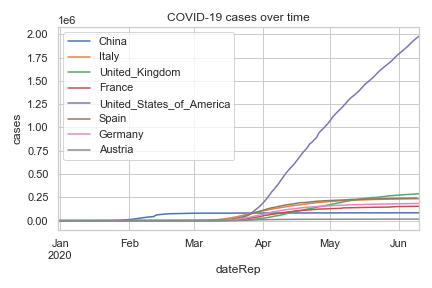 COVID-19 cases over time
1e6
2.00
1.75
1.50
1.25
1.00
0.75
0.50
0.25
0.00
cases
China
Italy
United_Kingdom
France
United_States_of_America
Spain
Germany
Austria
Jan Feb Mar Apr May Jun
2020
dateRep